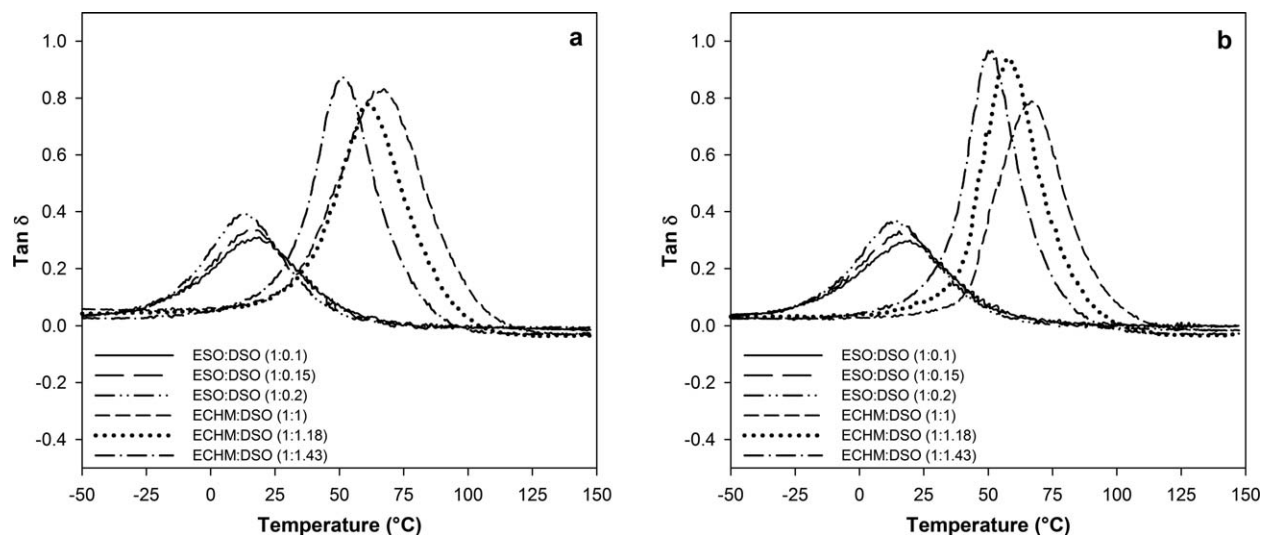 a
1.0
0.8
0.6
0.4
0.2
0.0
-0.2
-0.4
Tan δ
ESO:DSO (1:0.1)
ESO:DSO (1:0.15)
ESO:DSO (1:0.2)
ECHM:DSO (1:1)
ECHM:DSO (1:1.18)
ECHM:DSO (1:1.43)
-50 -25 0 25 50 75 100 125 150
Temperature (°C)
b
1.0
0.8
0.6
0.4
0.2
0.0
-0.2
-0.4
Tan δ
ESO:DSO (1:0.1)
ESO:DSO (1:0.15)
ESO:DSO (1:0.2)
ECHM:DSO (1:1)
ECHM:DSO (1:1.18)
ECHM:DSO (1:1.43)
-50 -25 0 25 50 75 100 125 150
Temperature (°C)